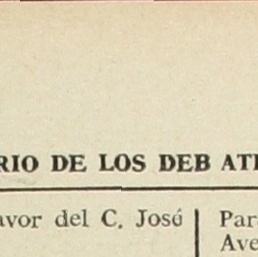 RIO DE LOS DEB ATE
avor del C. José
Par
Ave